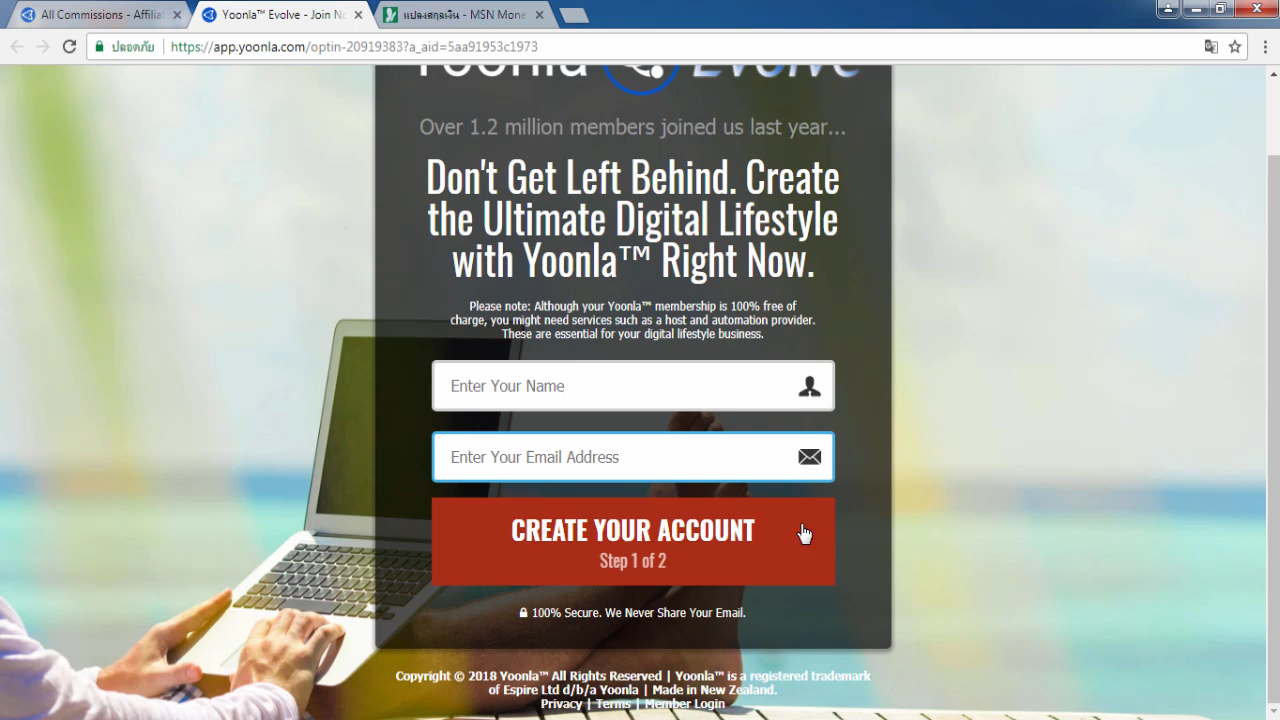 All Commissions - Affiliat
Yoonla™ Evolve - Join No
แปลงสกุลเงิน - MSN Mone
ปลอดภัย
https://app.yoonla.com/optin-20919383?a_aid=5aa91953c1973
Yoonla Evolve
Over 1.2 million members joined us last year...
Don't Get Left Behind. Create
the Ultimate Digital Lifestyle
with Yoonla™ Right Now.
Please note: Although your Yoonla™ membership is 100% free of
charge, you might need services such as a host and automation provider.
These are essential for your digital lifestyle business.
Enter Your Name
Enter Your Email Address
CREATE YOUR ACCOUNT
Step 1 of 2
100% Secure. We Never Share Your Email.
Copyright © 2018 Yoonla™ All Rights Reserved | Yoonla™ is a registered trademark
of Espire Ltd d/b/a Yoonla | Made in New Zealand.
Privacy | Terms | Member Login